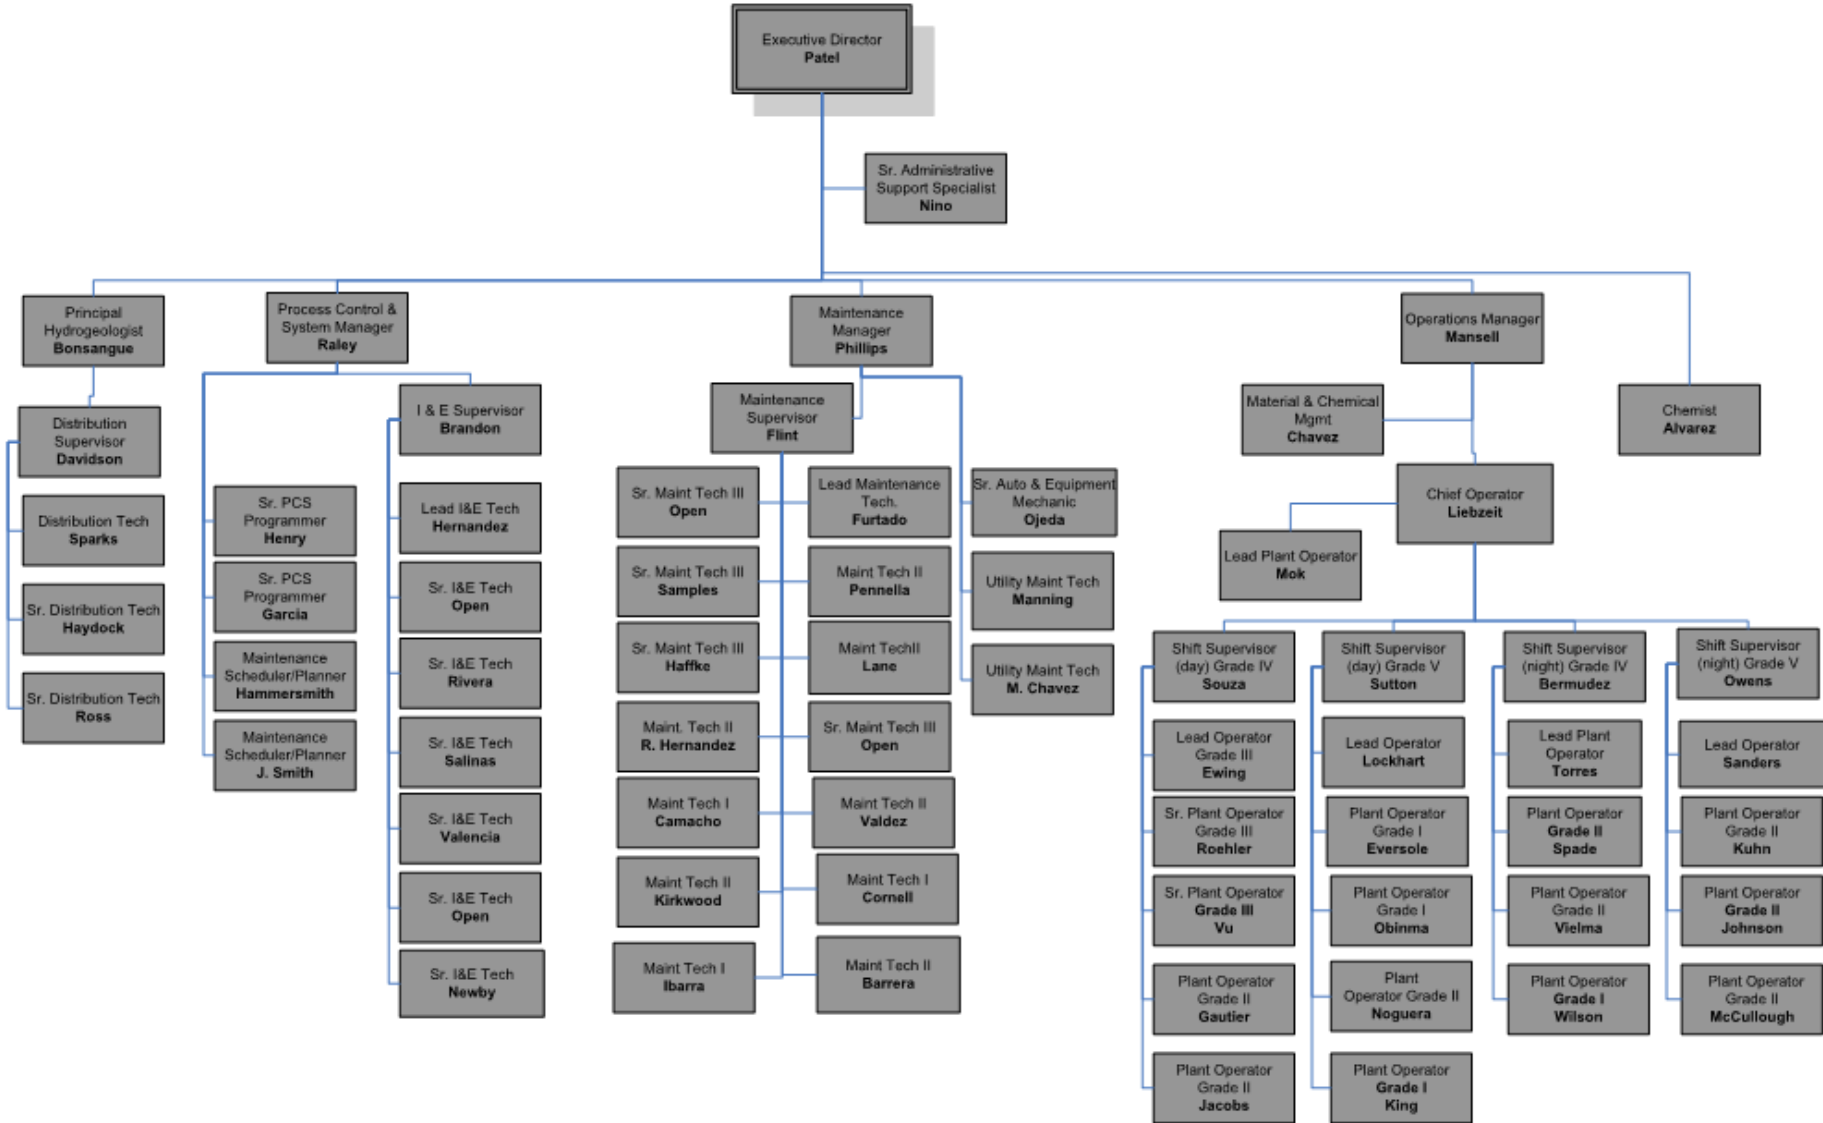 Executive Director
Patel
Sr. Administrative
Support Specialist
Nino
Principal
Hydrogeologist
Bonsangue
Process Control &
System Manager
Raley
Maintenance
Manager
Phillips
Operations Manager
Mansell
Chemist
Alvarez
Distribution
Supervisor
Davidson
Distribution Tech
Sparks
Sr. Distribution Tech
Haydock
Sr. Distribution Tech
Ross
Sr. PCS
Programmer
Henry
Sr. PCS
Programmer
Garcia
Maintenance
Scheduler/Planner
Hammersmith
Maintenance
Scheduler/Planner
J. Smith
I & E Supervisor
Brandon
Lead I&E Tech
Hernandez
Sr. I&E Tech
Open
Sr. I&E Tech
Rivera
Sr. I&E Tech
Salinas
Sr. I&E Tech
Valencia
Sr. I&E Tech
Open
Sr. I&E Tech
Newby
Maintenance
Supervisor
Flint
Sr. Maint Tech III
Open
Sr. Maint Tech III
Samples
Sr. Maint Tech III
Haffke
Maint. Tech II
R. Hernandez
Maint Tech I
Camacho
Maint Tech II
Kirkwood
Maint Tech I
Ibarra
Lead Maintenance
Tech.
Furtado
Maint Tech II
Pennella
Maint TechII
Lane
Sr. Maint Tech III
Open
Maint Tech II
Valdez
Maint Tech I
Cornell
Maint Tech II
Barrera
Sr. Auto & Equipment
Mechanic
Ojeda
Utility Maint Tech
Manning
Utility Maint Tech
M. Chavez
Material & Chemical
Mgmt
Chavez
Chief Operator
Liebzeit
Lead Plant Operator
Mok
Shift Supervisor
(day) Grade IV
Souza
Lead Operator
Grade III
Ewing
Sr. Plant Operator
Grade III
Roehler
Sr. Plant Operator
Grade III
Vu
Plant Operator
Grade II
Gautier
Plant Operator
Grade II
Jacobs
Shift Supervisor
(day) Grade V
Sutton
Lead Operator
Lockhart
Plant Operator
Grade I
Eversole
Plant Operator
Grade I
Obinma
Plant
Operator Grade II
Noguera
Plant Operator
Grade I
King
Shift Supervisor
(night) Grade IV
Bermudez
Lead Plant
Operator
Torres
Plant Operator
Grade II
Spade
Plant Operator
Grade II
Vielma
Plant Operator
Grade I
Wilson
Shift Supervisor
(night) Grade V
Owens
Lead Operator
Sanders
Plant Operator
Grade II
Kuhn
Plant Operator
Grade II
Johnson
Plant Operator
Grade II
McCullough